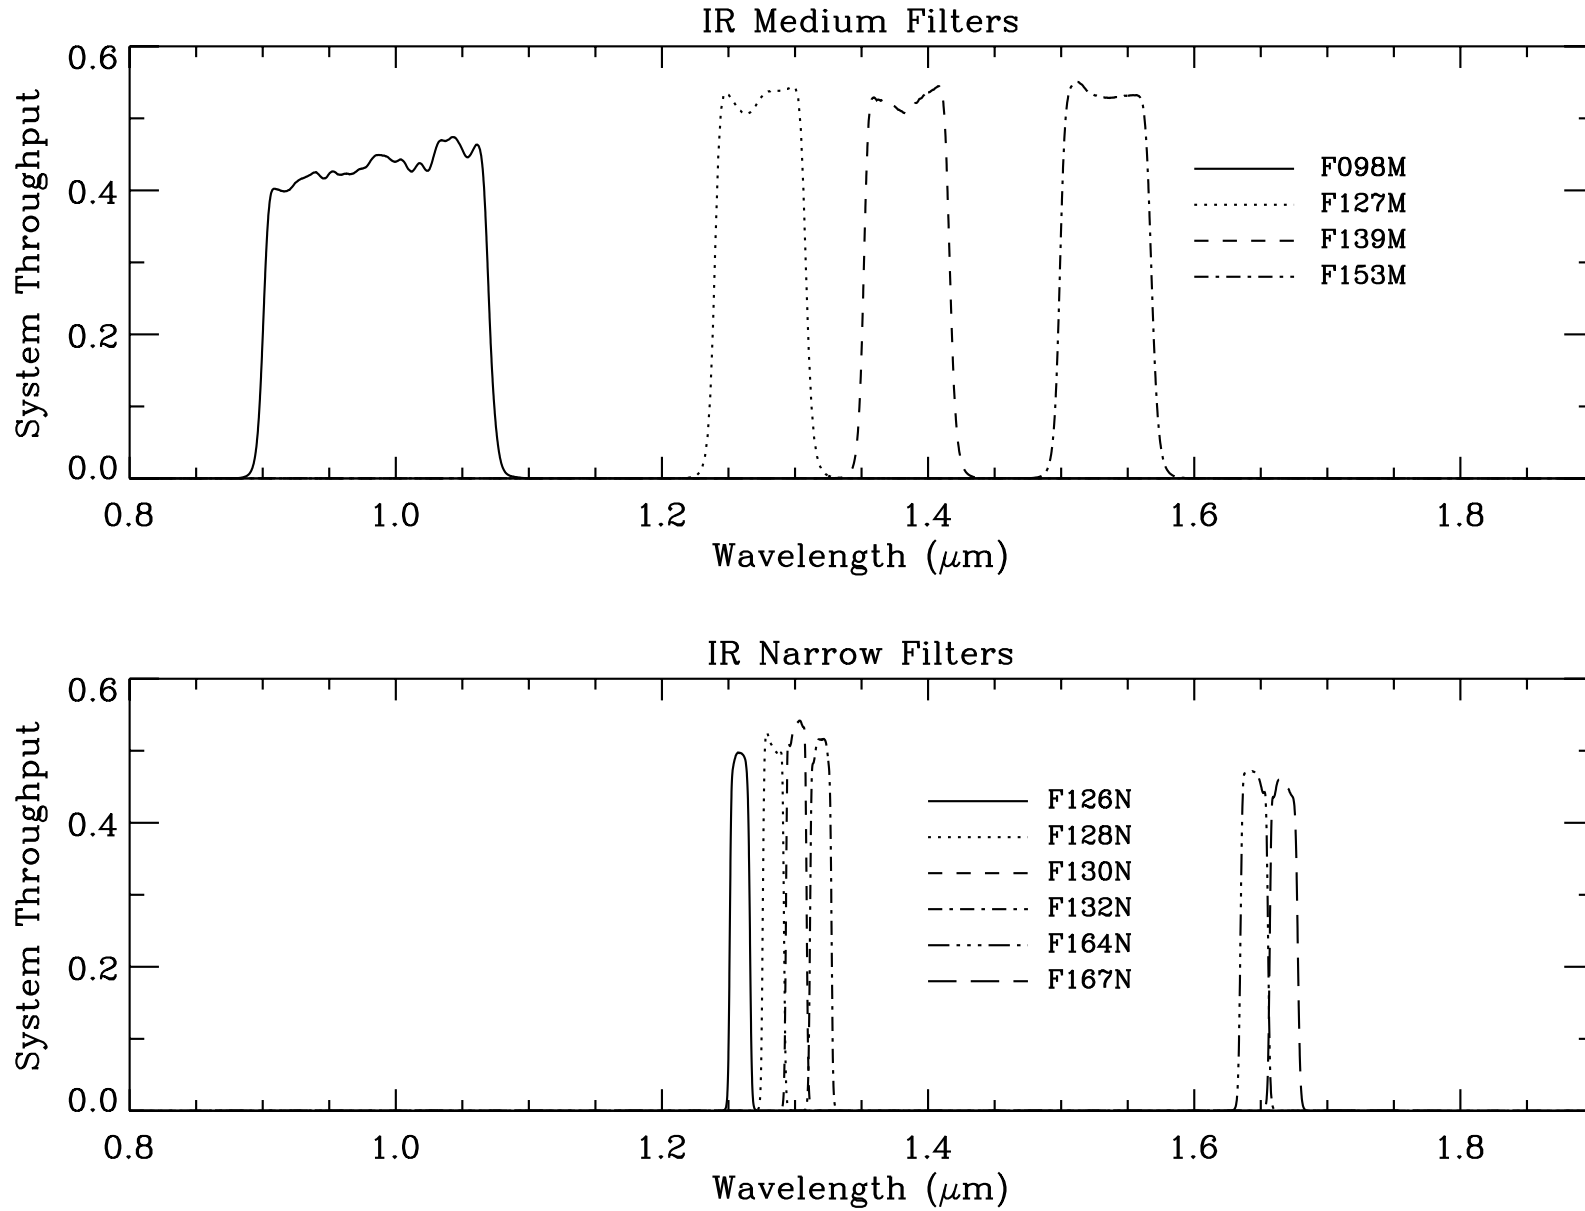 IR Medium Filters
0.6
0.4
0.2
0.0
System Throughput
F098M
F127M
F139M
F153M
0.8 1.0 1.2 1.4 1.6 1.8
Wavelength (μm)
IR Narrow Filters
0.6
0.4
0.2
0.0
System Throughput
F126N
F128N
F130N
F132N
F164N
F167N
0.8 1.0 1.2 1.4 1.6 1.8
Wavelength (μm)